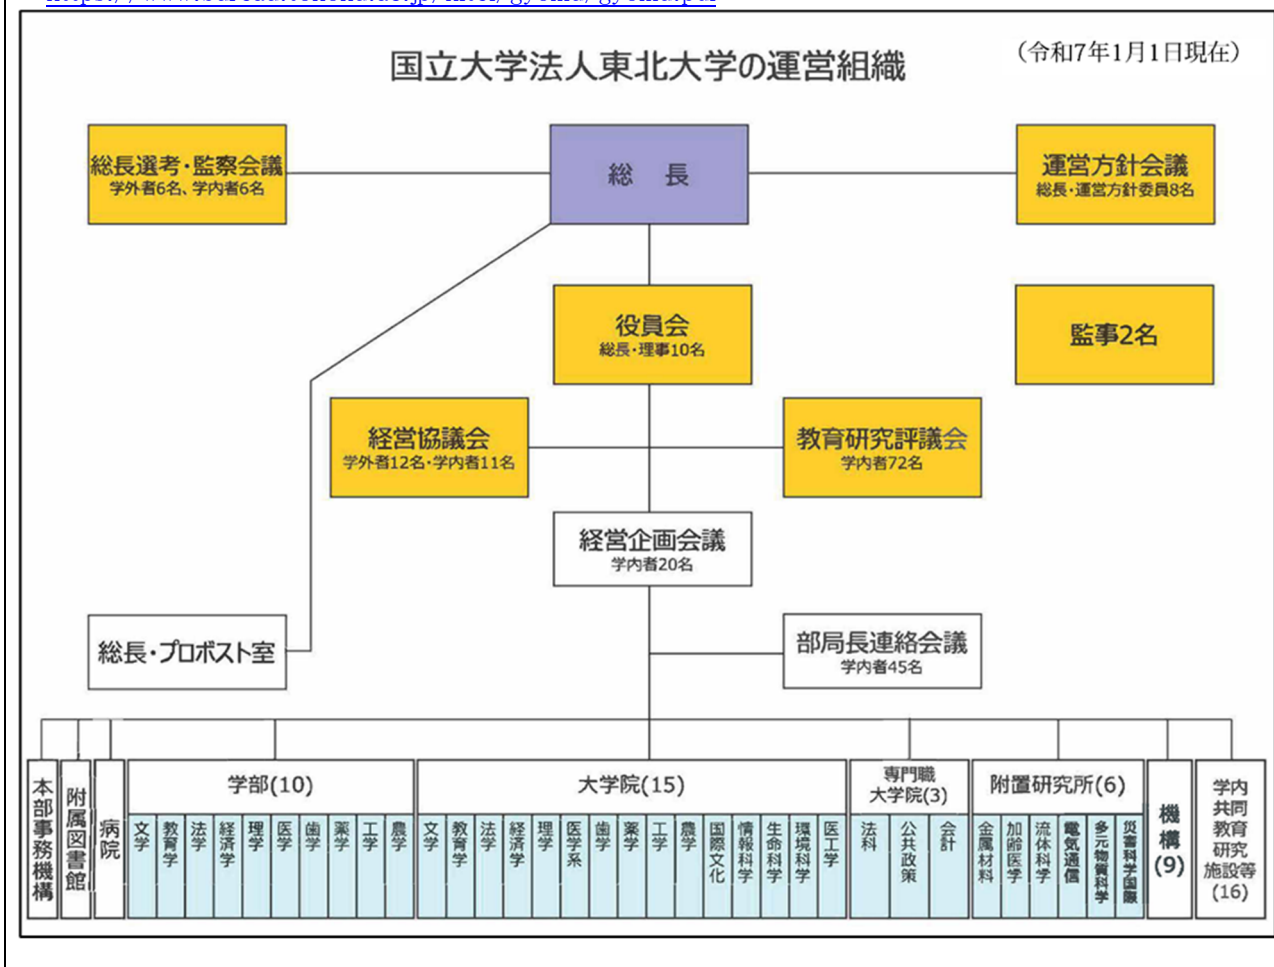 国立大学法人東北大学の運営組織
（令和7年1月1日現在）
総長選考・監察会議
学外者6名、学内者6名
総 長
運営方針会議
総長・運営方針委員8名
役員会
総長・理事10名
監事2名
経営協議会
学外者12名・学内者11名
教育研究評議会
学内者72名
経営企画会議
学内者20名
総長・プロボスト室
部局長連絡会議
学内者45名
本部事務機構
附属図書館
病院
学部(10)
文学
教育学
法学
経済学
理学
医学
歯学
薬学
工学
農学
大学院(15)
文学
教育学
法学
経済学
理学
医学系
歯学
薬学
工学
農学
国際文化
情報科学
生命科学
環境科学
医工学
専門職
大学院(3)
法科
公共政策
会計
附置研究所(6)
金属材料
加齢医学
流体科学
電気通信
多元物質科学
災害科学国際
機構(9)
学内
共同
教育
研究
施設等
(16)